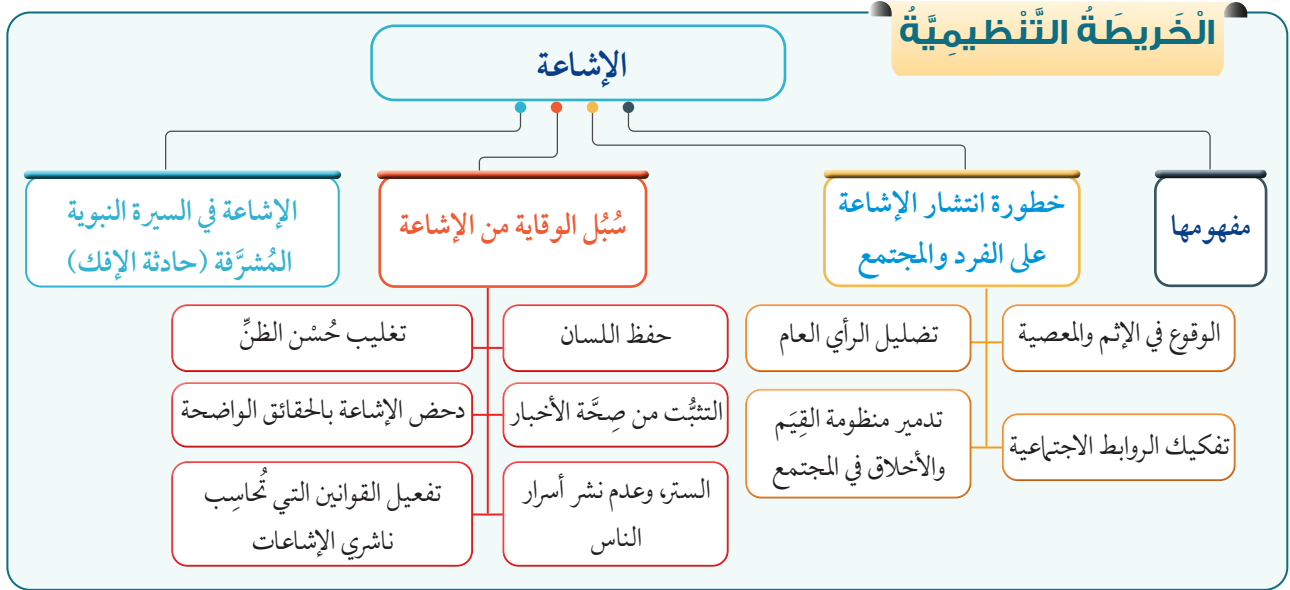 الْخَريطَةُ التَّنْظيمِيَّةُ
الإشاعة
مفهومها
خطورة انتشار الإشاعة
على الفرد والمجتمع
الوقوع في الإثم والمعصية
تضليل الرأي العام
تفكيك الروابط الاجتماعية
تدمير منظومة القِيَم
والأخلاق في المجتمع
سُبُل الوقاية من الإشاعة
حفظ اللسان
تغليب حُسْن الظنِّ
التثبُّت من صِحَّة الأخبار
دحض الإشاعة بالحقائق الواضحة
الستر، وعدم نشر أسرار
الناس
تفعيل القوانين التي تُحاسِب
ناشري الإشاعات
الإشاعة في السيرة النبوية
المُشرَّفة (حادثة الإفك)